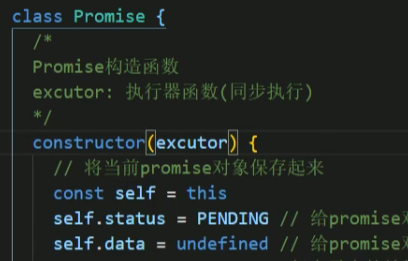 class Promise {
/*
Promise构造函数
excutor: 执行器函数(同步执行)
*/
constructor(excutor) {
// 将当前promise对象保存起来
const self = this
self.status = PENDING // 给promise对
self.data = undefined // 给promise对